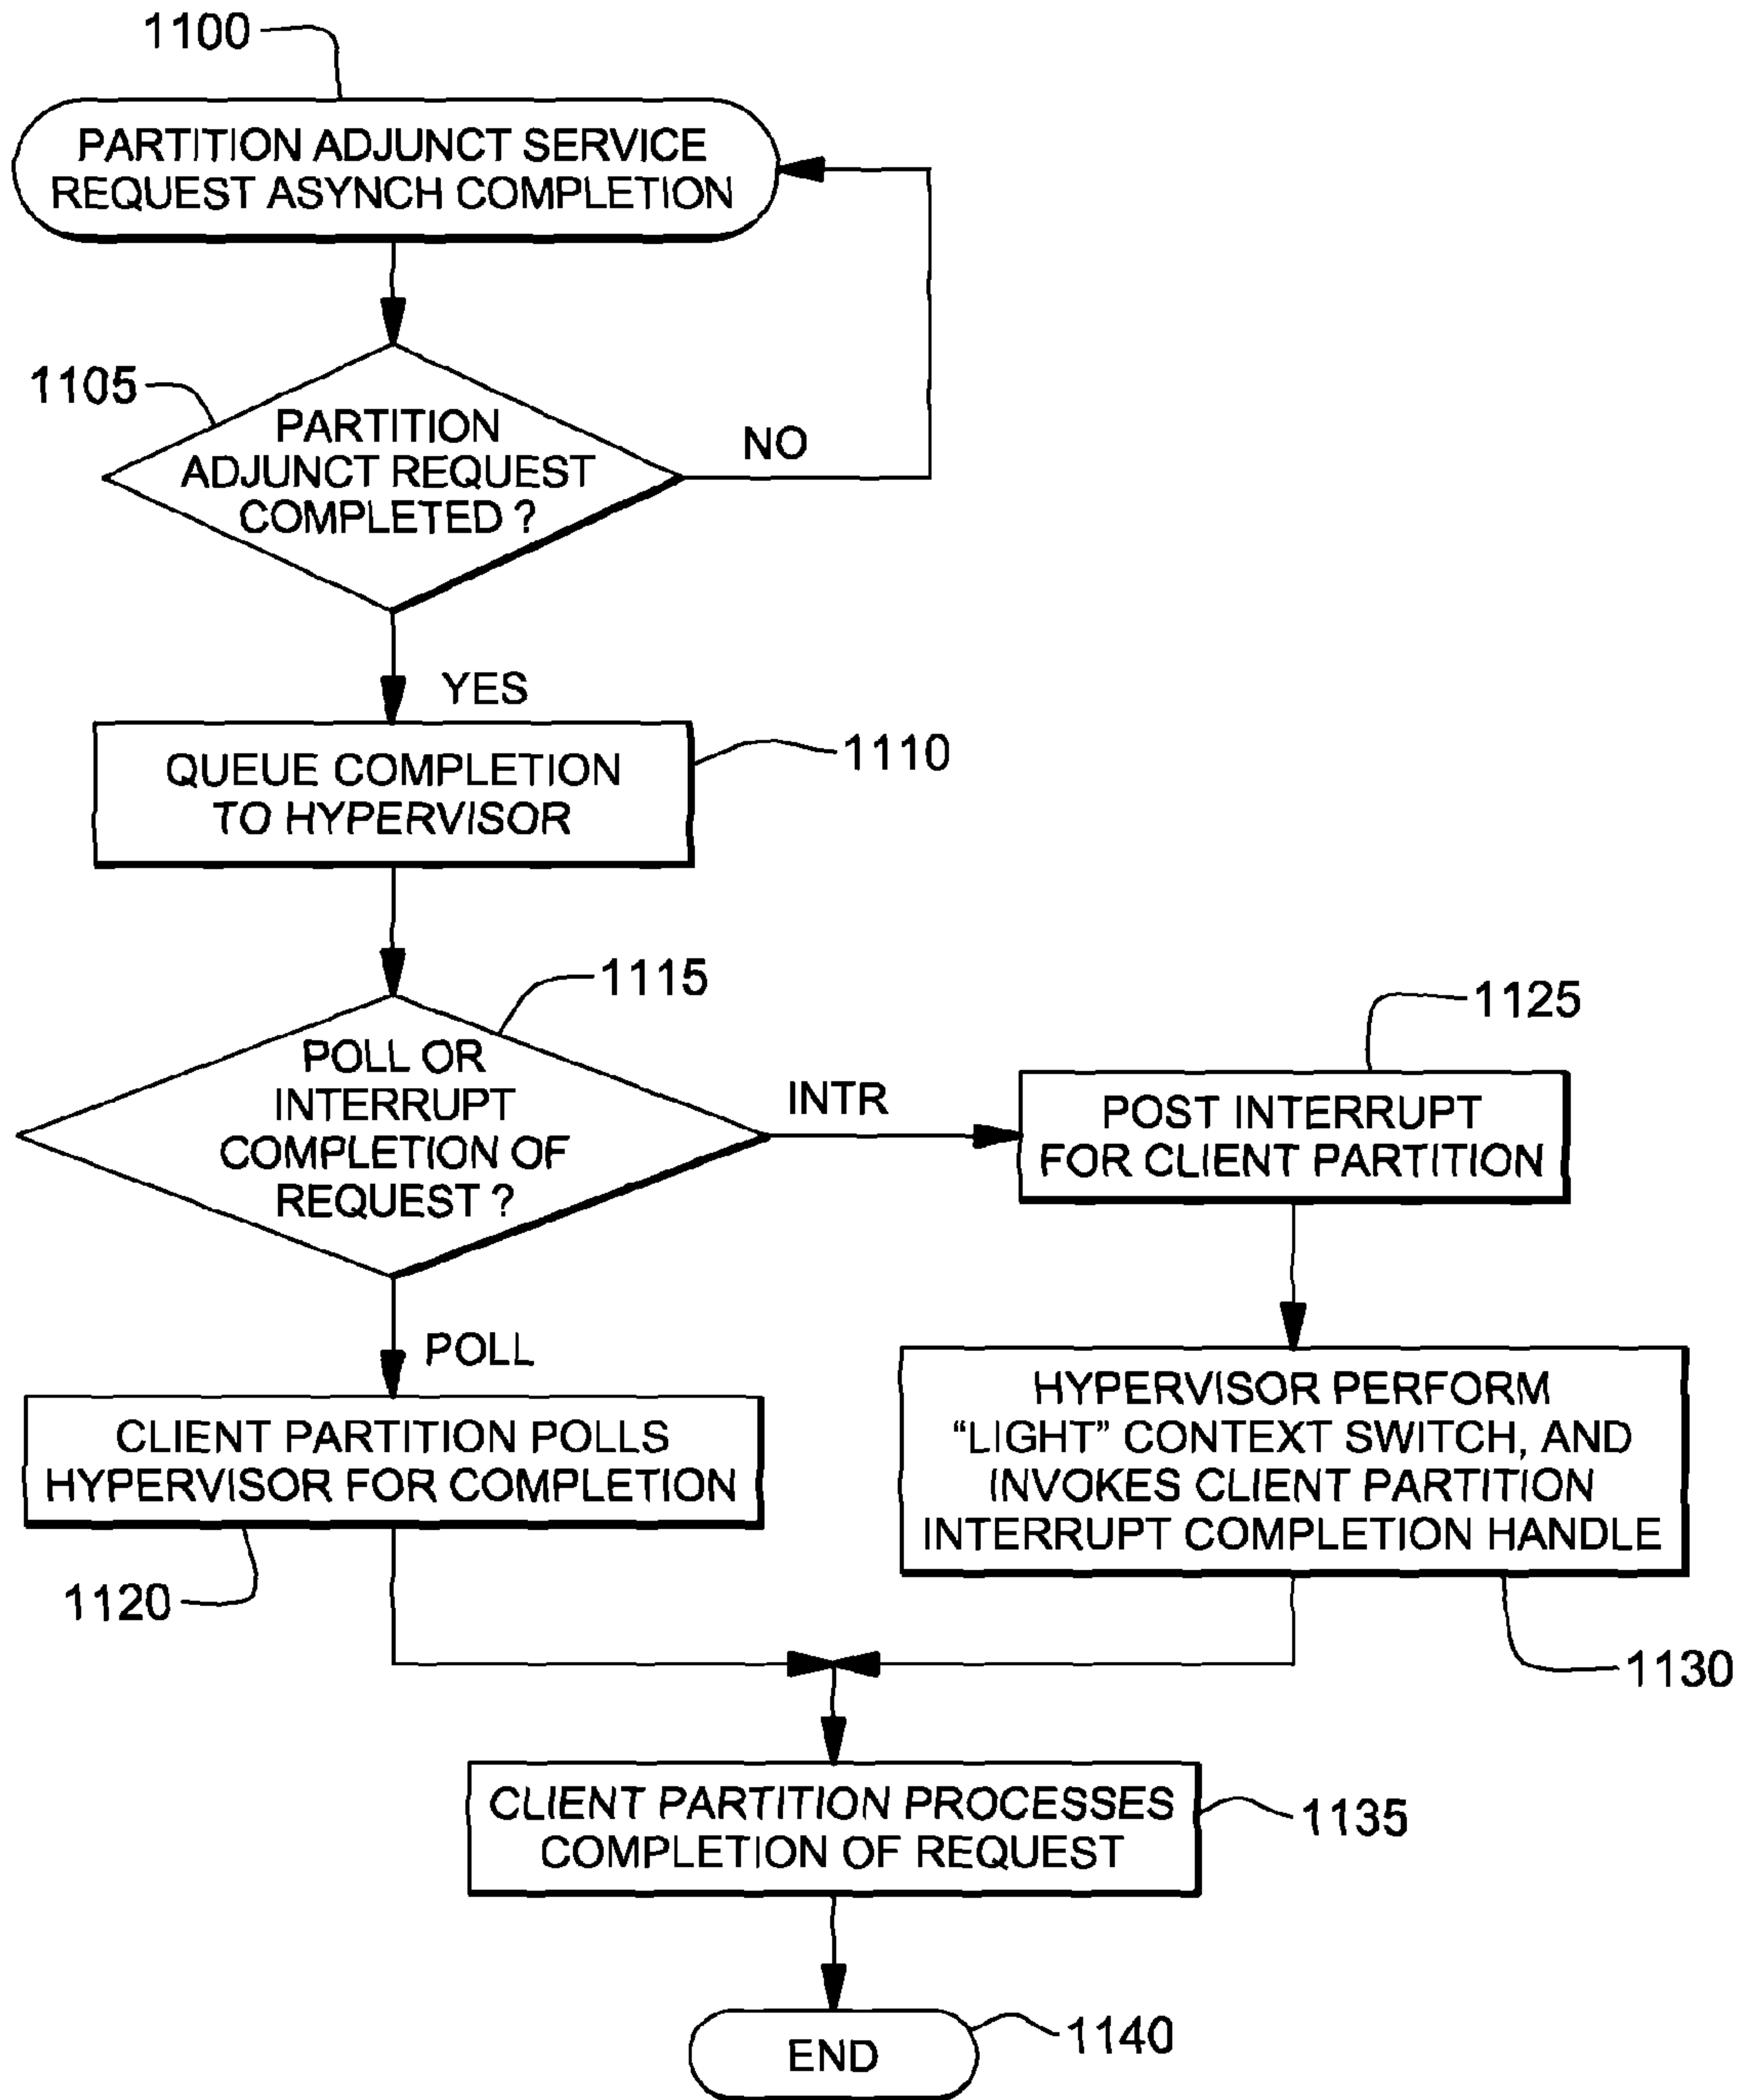 1100
PARTITION ADJUNCT SERVICE
REQUEST ASYNCH COMPLETION
1105
PARTITION
ADJUNCT REQUEST
COMPLETED ?
NO
YES
QUEUE COMPLETION
TO HYPERVISOR
1110
1115
POLL OR
INTERRUPT
COMPLETION OF
REQUEST ?
INTR
1125
POST INTERRUPT
FOR CLIENT PARTITION
POLL
CLIENT PARTITION POLLS
HYPERVISOR FOR COMPLETION
1120
HYPERVISOR PERFORM
“LIGHT” CONTEXT SWITCH, AND
INVOKES CLIENT PARTITION
INTERRUPT COMPLETION HANDLE
1130
CLIENT PARTITION PROCESSES
COMPLETION OF REQUEST
1135
END
1140